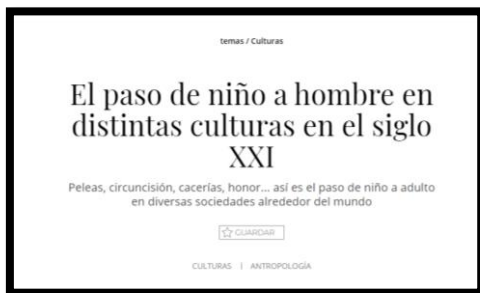 temas / Culturas
El paso de niño a hombre en
distintas culturas en el siglo
XXI
Peleas, circuncisión, cacerías, honor... así es el paso de niño a adulto
en diversas sociedades alrededor del mundo
GUARDAR
CULTURAS | ANTROPOLOGÍA